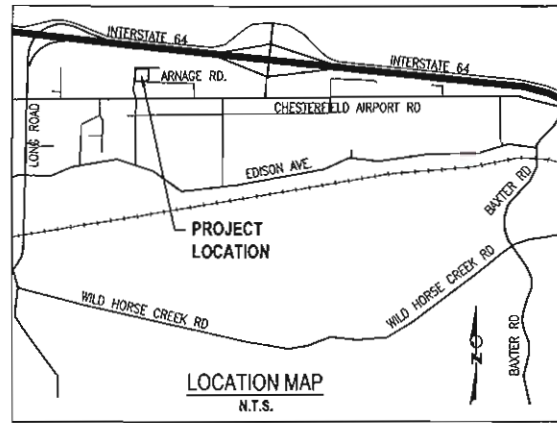 INTERSTATE 64
INTERSTATE 64
ARNAGE RD.
CHESTERFIELD AIRPORT RD
LONG ROAD
EDISON AVE.
BAXTER RD
PROJECT
LOCATION
WILD HORSE CREEK RD
WILD HORSE CREEK RD
BAXTER RD
N
LOCATION MAP
N.T.S.